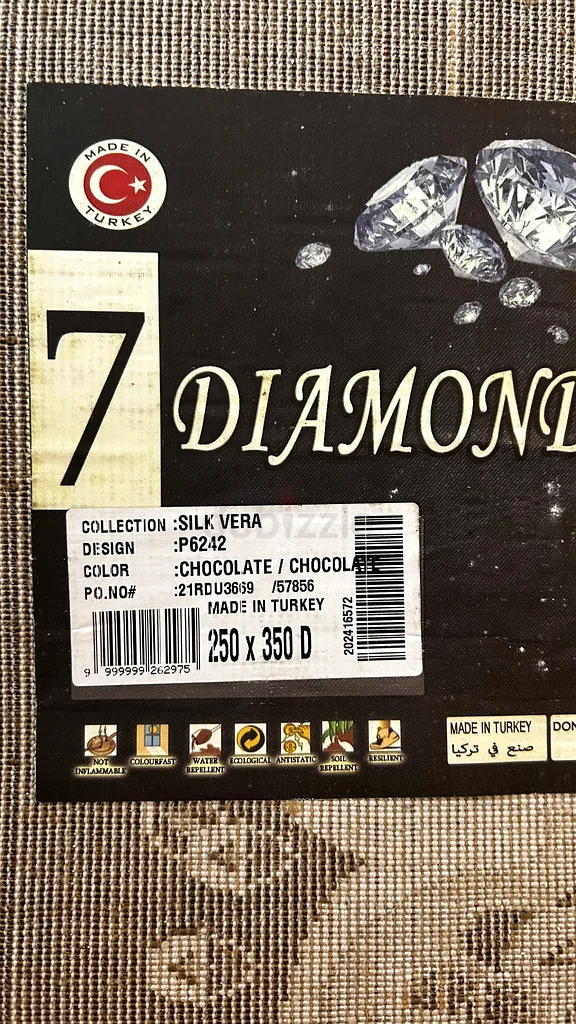 MADE IN
TURKEY
7
DIAMOND
COLLECTION :SILK VERA
DESIGN :P6242
COLOR :CHOCOLATE / CHOCOLATE
PO.NO# :21RDU3669 /57856
MADE IN TURKEY
250 x 350 D
9 999999 262975
202416572
NOT INFLAMMABLE
COLOURFAST
WATER REPELLENT
ECOLOGICAL
ANTISTATIC
SOIL REPELLENT
RESILIENT
MADE IN TURKEY
صنع في تركيا
DON